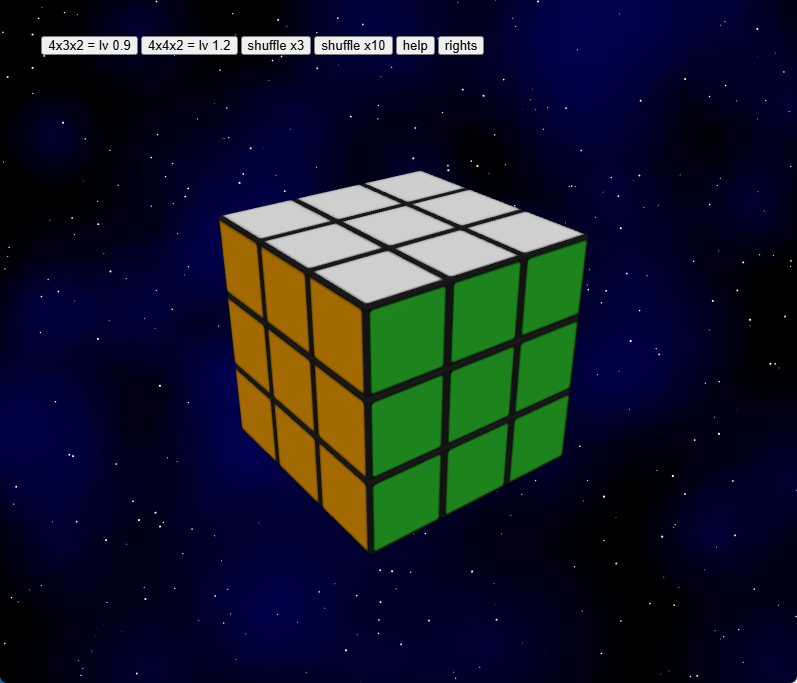 4x3x2 = lv 0.9 4x4x2 = lv 1.2 shuffle x3 shuffle x10 help rights